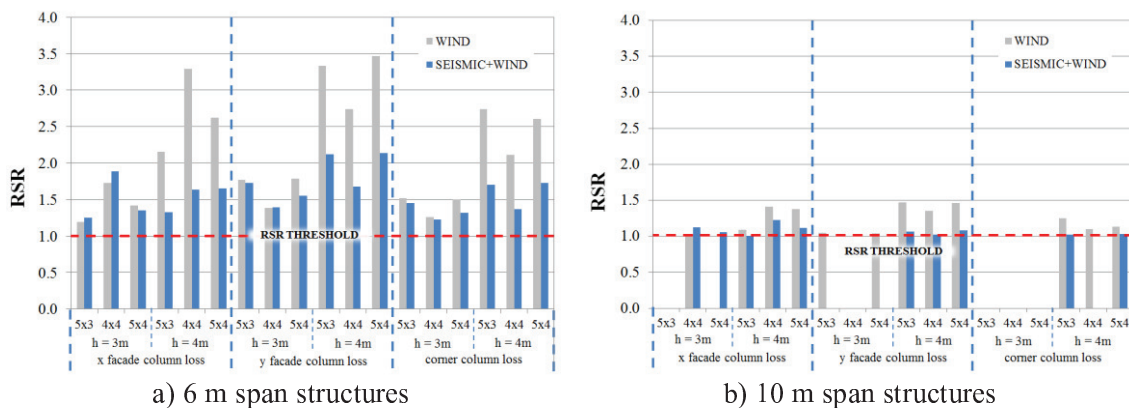 4.0
3.5
3.0
2.5
2.0
1.5
1.0
0.5
0.0
RSR
WIND
SEISMIC+WIND
RSR THRESHOLD
5x3 4x4 5x4 5x3 4x4 5x4 5x3 4x4 5x4 5x3 4x4 5x4 5x3 4x4 5x4 5x3 4x4 5x4
h = 3m h = 4m h = 3m h = 4m h = 3m h = 4m
x facade column loss y facade column loss corner column loss
a) 6 m span structures
4.0
3.5
3.0
2.5
2.0
1.5
1.0
0.5
0.0
RSR
WIND
SEISMIC+WIND
RSR THRESHOLD
5x3 4x4 5x4 5x3 4x4 5x4 5x3 4x4 5x4 5x3 4x4 5x4 5x3 4x4 5x4 5x3 4x4 5x4
h = 3m h = 4m h = 3m h = 4m h = 3m h = 4m
x facade column loss y facade column loss corner column loss
b) 10 m span structures